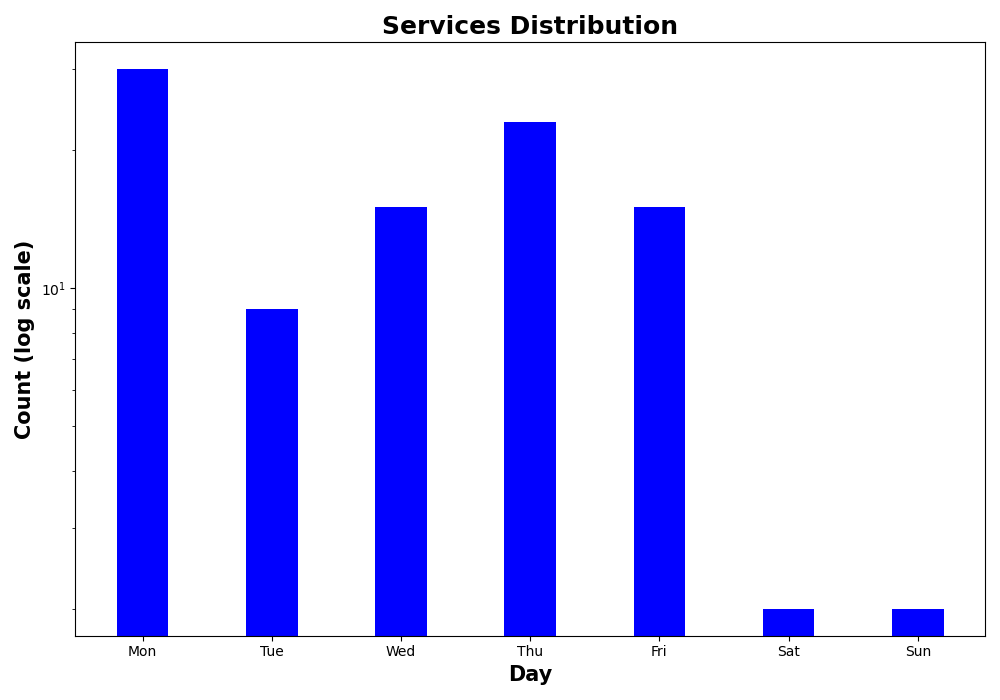 Services Distribution
Count (log scale)
10¹
Mon Tue Wed Thu Fri Sat Sun
Day